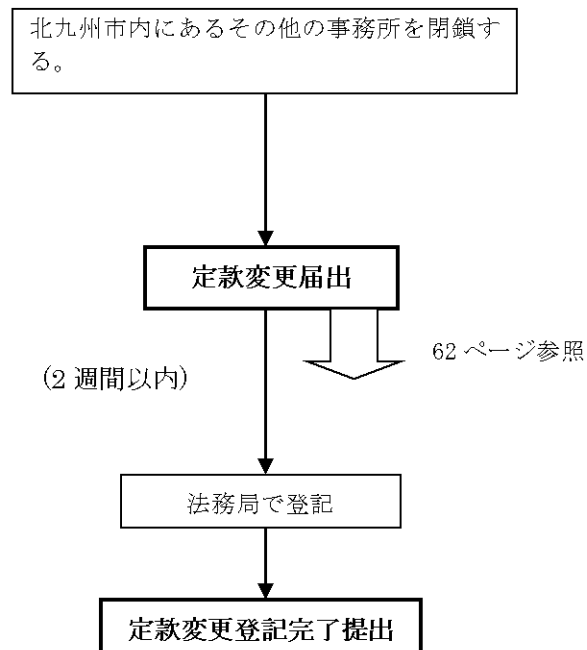 北九州市内にあるその他の事務所を閉鎖す
る。
定款変更届出
62 ページ参照
(2 週間以内)
法務局で登記
定款変更登記完了提出